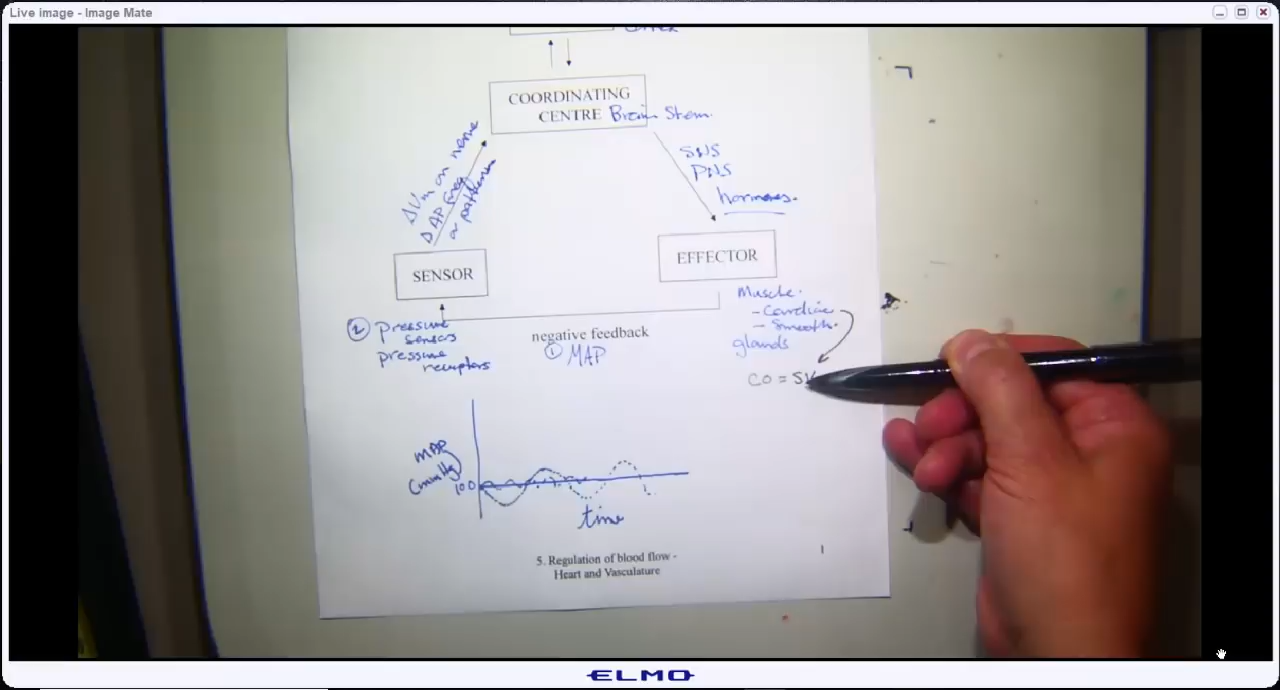 Live image - Image Mate
COORDINATING
CENTRE Brain Stem.
ΔVm on nerve
ΔAP freq
or pattern
SNS
PNS
hormones.
SENSOR
EFFECTOR
② pressure
sensors
pressure
receptors
negative feedback
① MAP
Muscle.
- Cardiac
- Smooth.
glands
CO = SV
MAP
(mmHg)
100
time
5. Regulation of blood flow -
Heart and Vasculature
1
ELMO